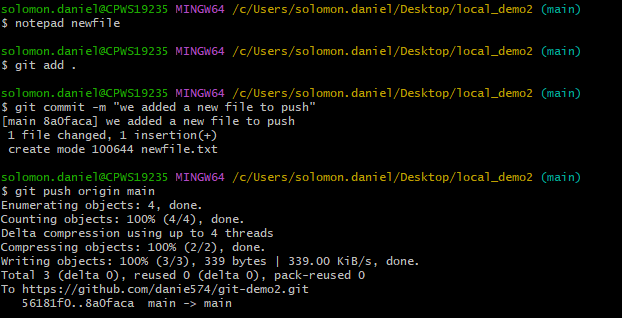 solomon.daniel@CPWS19235 MINGW64 /c/Users/solomon.daniel/Desktop/local_demo2 (main)
$ notepad newfile
solomon.daniel@CPWS19235 MINGW64 /c/Users/solomon.daniel/Desktop/local_demo2 (main)
$ git add .
solomon.daniel@CPWS19235 MINGW64 /c/Users/solomon.daniel/Desktop/local_demo2 (main)
$ git commit -m "we added a new file to push"
[main 8a0faca] we added a new file to push
 1 file changed, 1 insertion(+)
 create mode 100644 newfile.txt
solomon.daniel@CPWS19235 MINGW64 /c/Users/solomon.daniel/Desktop/local_demo2 (main)
$ git push origin main
Enumerating objects: 4, done.
Counting objects: 100% (4/4), done.
Delta compression using up to 4 threads
Compressing objects: 100% (2/2), done.
Writing objects: 100% (3/3), 339 bytes | 339.00 KiB/s, done.
Total 3 (delta 0), reused 0 (delta 0), pack-reused 0
To https://github.com/danie574/git-demo2.git
   56181f0..8a0faca  main -> main